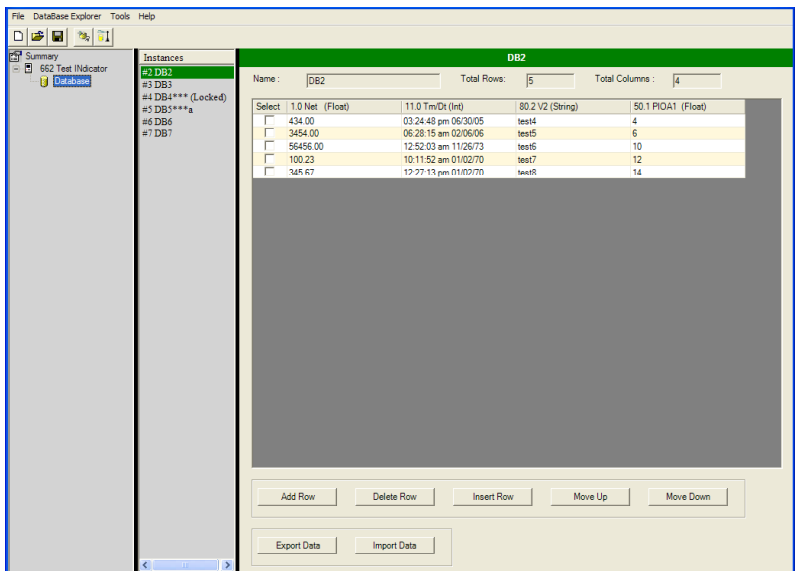 File DataBase Explorer Tools Help
Summary
662 Test INdicator
Database
Instances
#2 DB2
#3 DB3
#4 DB4*** (Locked)
#5 DB5***a
#6 DB6
#7 DB7
DB2
Name : DB2 Total Rows: 5 Total Columns : 4
Select 1.0 Net (Float) 11.0 Tm/Dt (Int) 80.2 V2 (String) 50.1 PIOA1 (Float)
434.00 03:24:48 pm 06/30/05 test4 4
3454.00 06:28:15 am 02/06/06 test5 6
56456.00 12:52:03 am 11/26/73 test6 10
100.23 10:11:52 am 01/02/70 test7 12
345.67 12:27:13 pm 01/02/70 test8 14
Add Row Delete Row Insert Row Move Up Move Down
Export Data Import Data